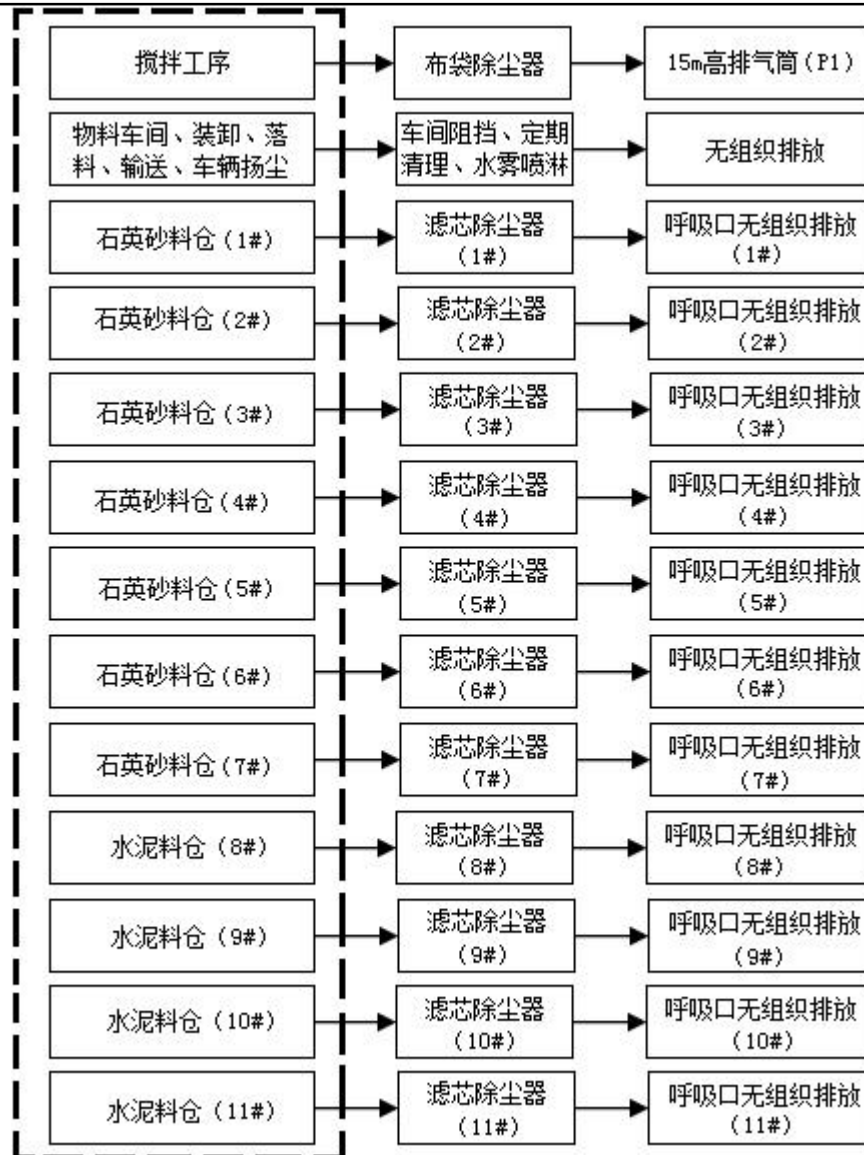 搅拌工序
布袋除尘器
15m高排气筒(P1)
物料车间、装卸、落
料、输送、车辆扬尘
车间阻挡、定期
清理、水雾喷淋
无组织排放
石英砂料仓(1#)
滤芯除尘器
(1#)
呼吸口无组织排放
(1#)
石英砂料仓(2#)
滤芯除尘器
(2#)
呼吸口无组织排放
(2#)
石英砂料仓(3#)
滤芯除尘器
(3#)
呼吸口无组织排放
(3#)
石英砂料仓(4#)
滤芯除尘器
(4#)
呼吸口无组织排放
(4#)
石英砂料仓(5#)
滤芯除尘器
(5#)
呼吸口无组织排放
(5#)
石英砂料仓(6#)
滤芯除尘器
(6#)
呼吸口无组织排放
(6#)
石英砂料仓(7#)
滤芯除尘器
(7#)
呼吸口无组织排放
(7#)
水泥料仓 (8#)
滤芯除尘器
(8#)
呼吸口无组织排放
(8#)
水泥料仓 (9#)
滤芯除尘器
(9#)
呼吸口无组织排放
(9#)
水泥料仓 (10#)
滤芯除尘器
(10#)
呼吸口无组织排放
(10#)
水泥料仓 (11#)
滤芯除尘器
(11#)
呼吸口无组织排放
(11#)